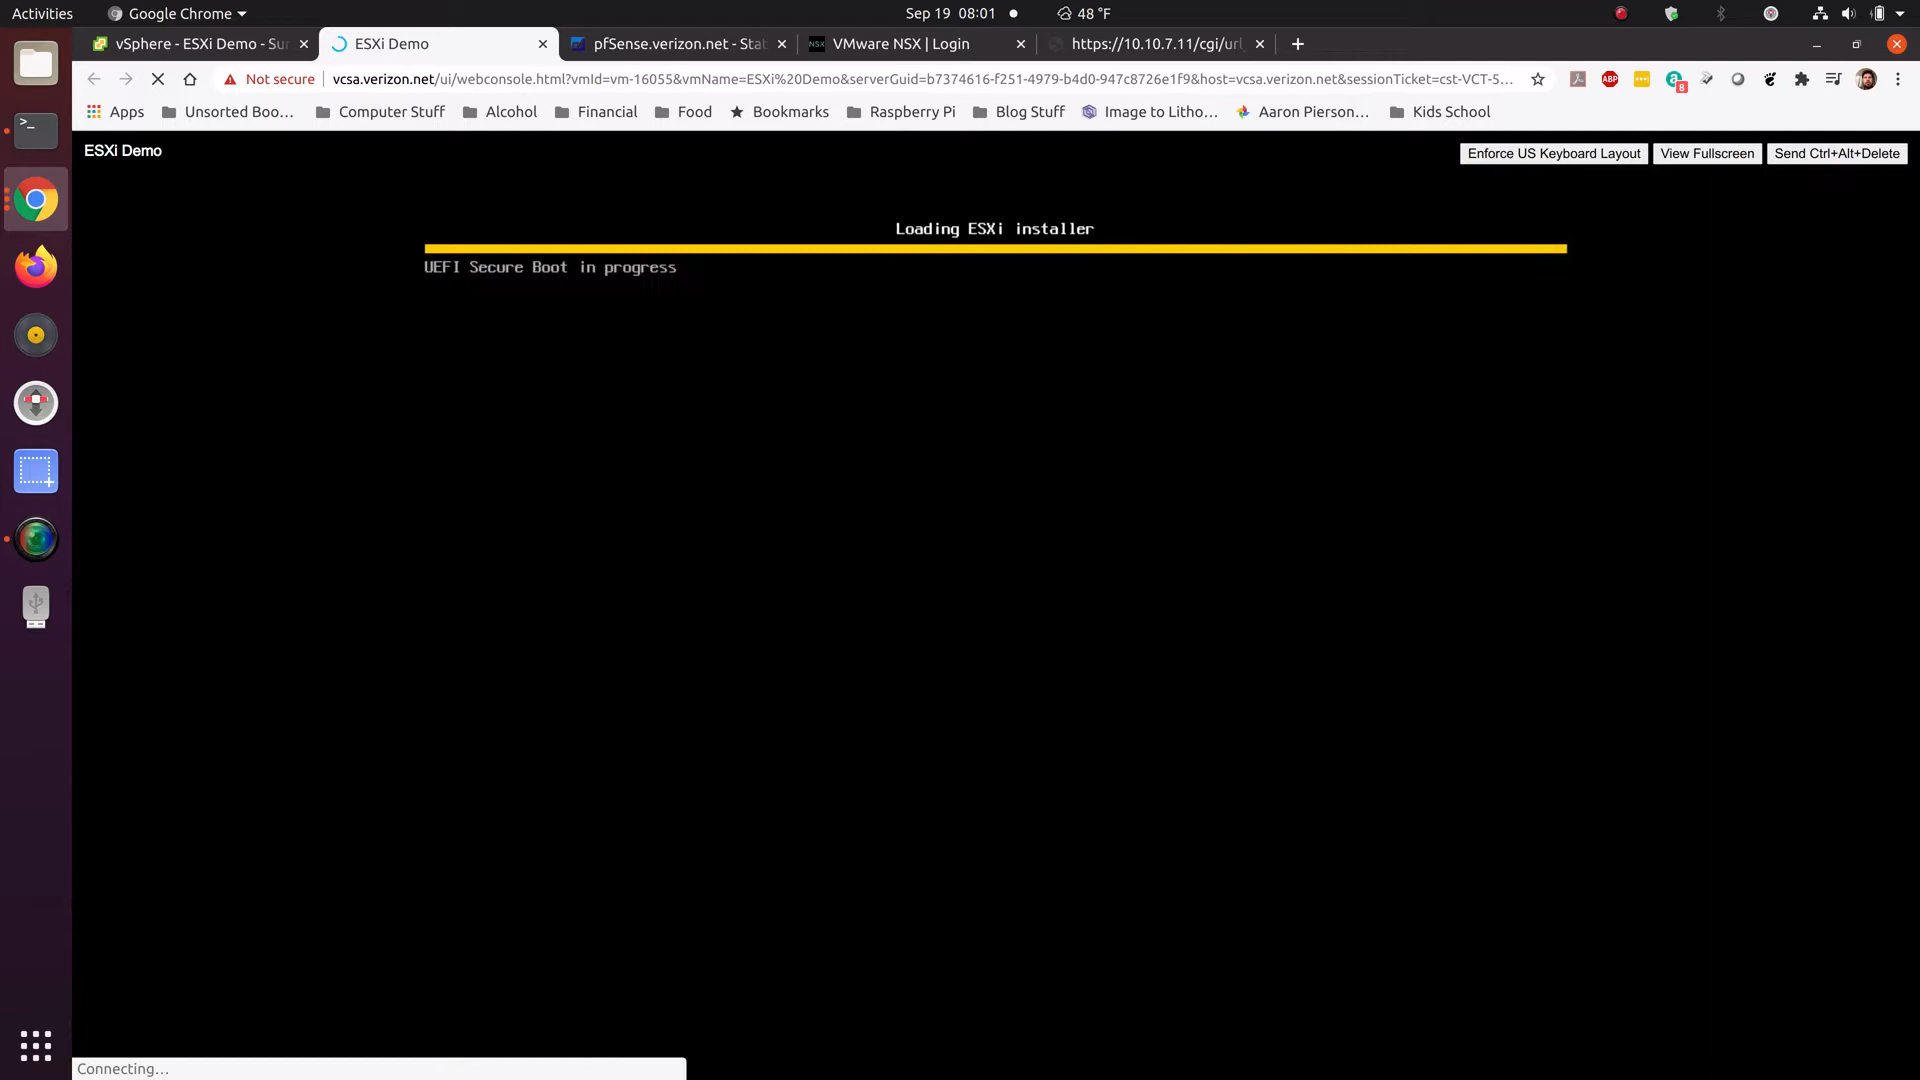 Activities
Google Chrome
Sep 19 08:01
48 °F
vSphere - ESXi Demo - Su
ESXi Demo
pfSense.verizon.net - Stat
NSX
VMware NSX | Login
https://10.10.7.11/cgi/url
Not secure
vcsa.verizon.net/ui/webconsole.html?vmId=vm-16055&vmName=ESXi%20Demo&serverGuid=b7374616-f251-4979-b4d0-947c8726e1f9&host=vcsa.verizon.net&sessionTicket=cst-VCT-5...
ABP
8
Apps
Unsorted Boo...
Computer Stuff
Alcohol
Financial
Food
Bookmarks
Raspberry Pi
Blog Stuff
Image to Litho...
Aaron Pierson...
Kids School
ESXi Demo
Enforce US Keyboard Layout
View Fullscreen
Send Ctrl+Alt+Delete
Loading ESXi installer
UEFI Secure Boot in progress
Connecting...